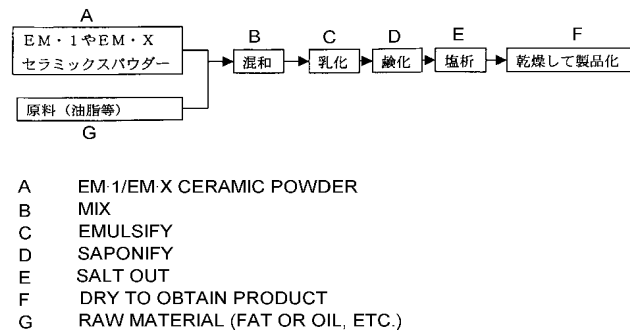 A
EM・1やEM・X
セラミックスパウダー
B
混和
C
乳化
D
鹸化
E
塩析
F
乾燥して製品化
原料（油脂等）
G
A EM·1/EM·X CERAMIC POWDER
B MIX
C EMULSIFY
D SAPONIFY
E SALT OUT
F DRY TO OBTAIN PRODUCT
G RAW MATERIAL (FAT OR OIL, ETC.)